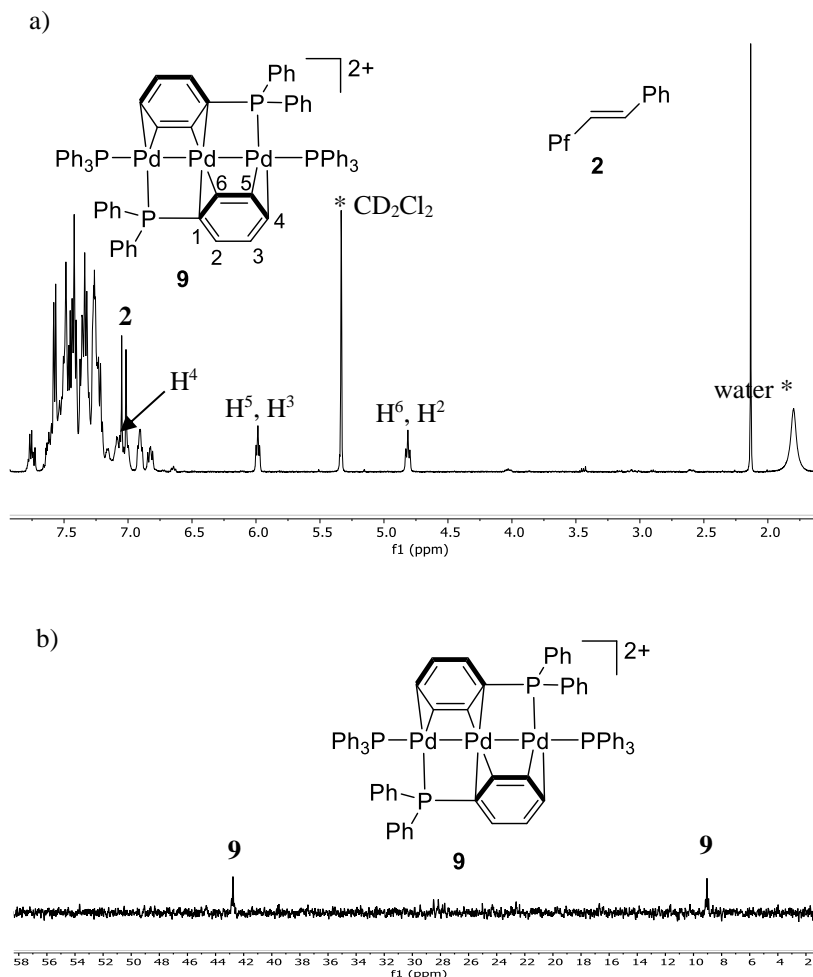 a)
Ph
Ph
P
2+
Ph
Pf
2
Ph₃P
Pd
Pd
Pd
PPh₃
6
5
4
1
2
3
Ph
P
Ph
9
* CD₂Cl₂
2
H⁴
H⁵, H³
H⁶, H²
water *
7.5 7.0 6.5 6.0 5.5 5.0 4.5 4.0 3.5 3.0 2.5 2.0
f1 (ppm)
b)
Ph
P
Ph
2+
Ph₃P
Pd
Pd
Pd
PPh₃
Ph
P
Ph
9
9
9
58 56 54 52 50 48 46 44 42 40 38 36 34 32 30 28 26 24 22 20 18 16 14 12 10 8 6 4 2
f1 (ppm)